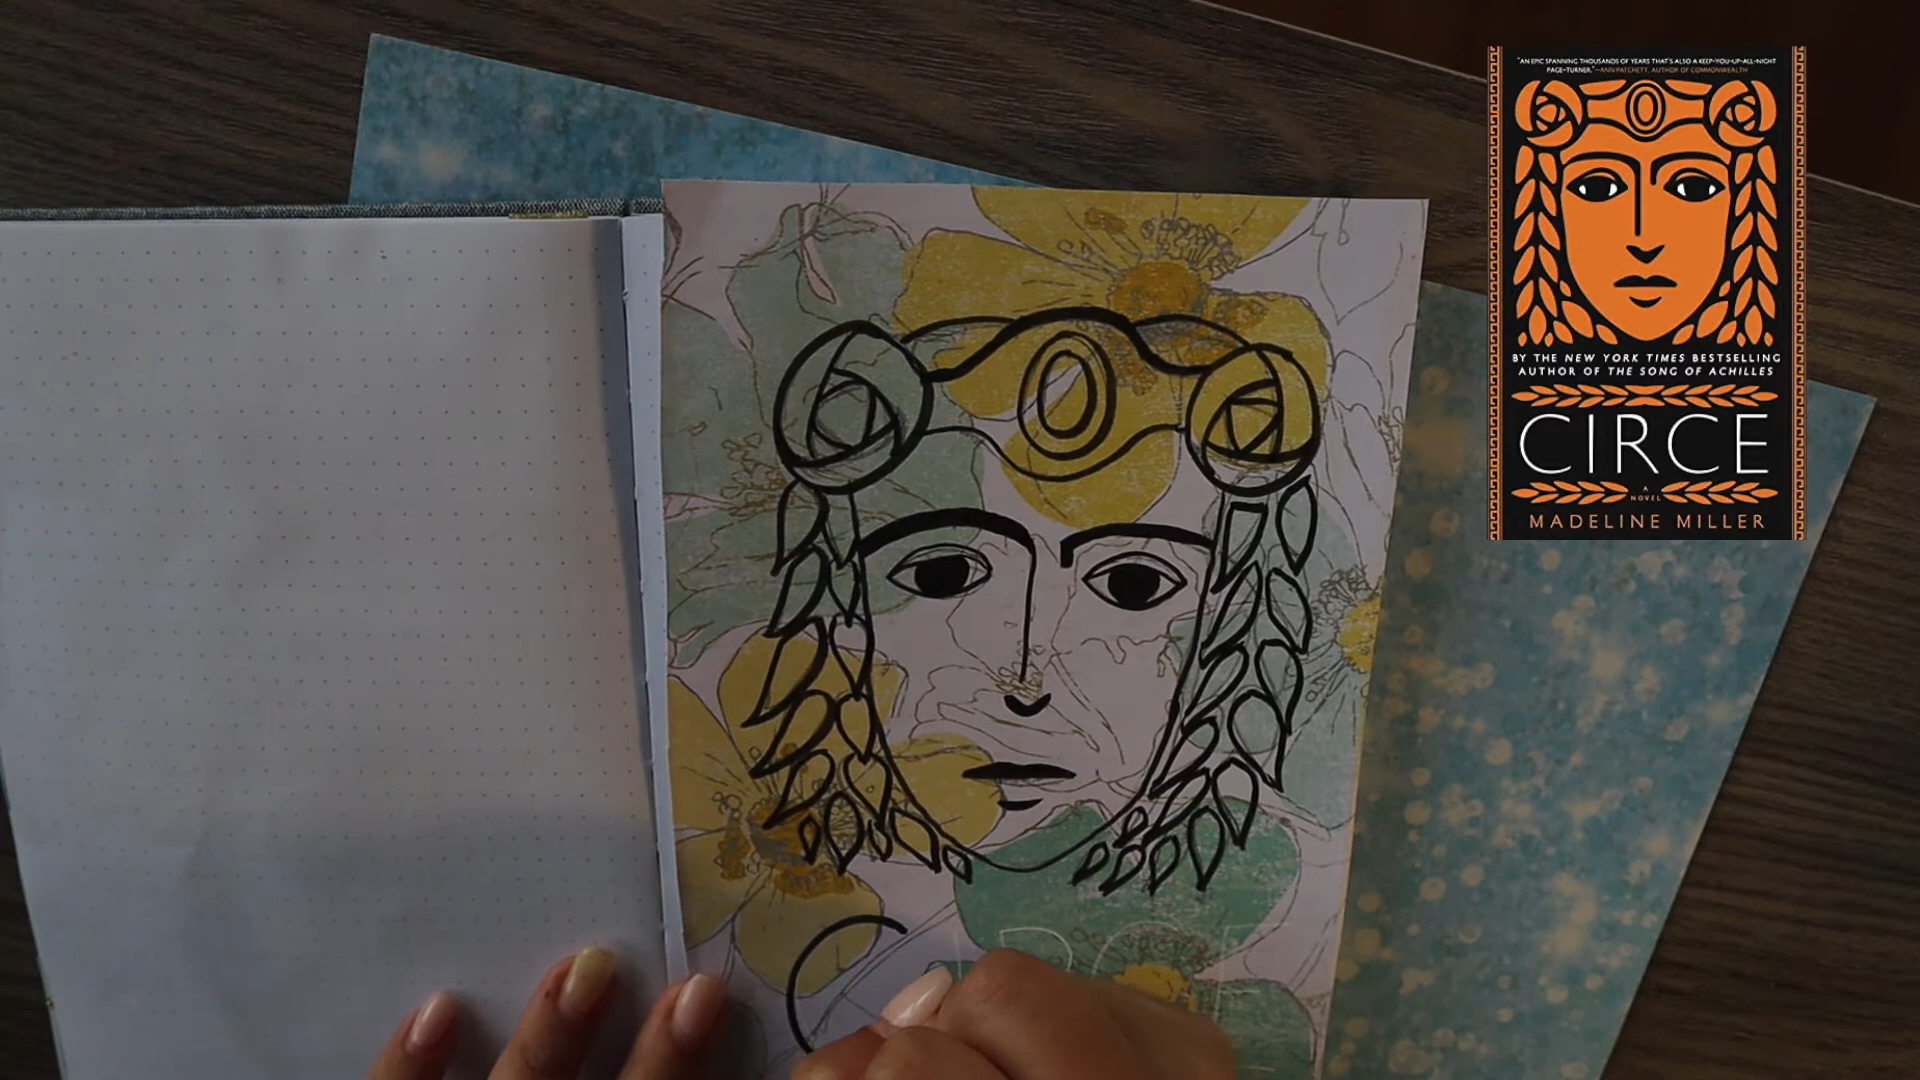 "AN EPIC SPANNING THOUSANDS OF YEARS THAT'S ALSO A KEEP-YOU-UP-ALL-NIGHT
PAGE-TURNER."—ANN PATCHETT, AUTHOR OF COMMONWEALTH
BY THE NEW YORK TIMES BESTSELLING
AUTHOR OF THE SONG OF ACHILLES
CIRCE
A
NOVEL
MADELINE MILLER
C RCE